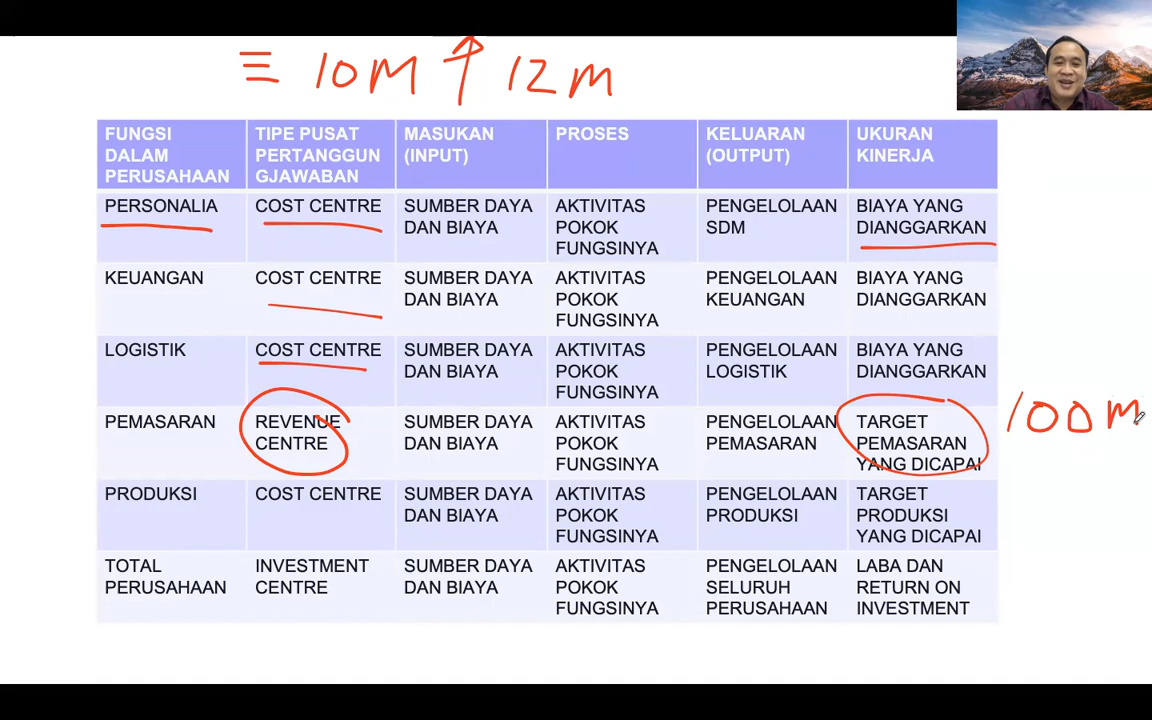 ≡ 10M ↑ 12M
FUNGSI
DALAM
PERUSAHAAN
TIPE PUSAT
PERTANGGUN
GJAWABAN
MASUKAN
(INPUT)
PROSES
KELUARAN
(OUTPUT)
UKURAN
KINERJA
PERSONALIA
COST CENTRE
SUMBER DAYA
DAN BIAYA
AKTIVITAS
POKOK
FUNGSINYA
PENGELOLAAN
SDM
BIAYA YANG
DIANGGARKAN
KEUANGAN
COST CENTRE
SUMBER DAYA
DAN BIAYA
AKTIVITAS
POKOK
FUNGSINYA
PENGELOLAAN
KEUANGAN
BIAYA YANG
DIANGGARKAN
LOGISTIK
COST CENTRE
SUMBER DAYA
DAN BIAYA
AKTIVITAS
POKOK
FUNGSINYA
PENGELOLAAN
LOGISTIK
BIAYA YANG
DIANGGARKAN
PEMASARAN
REVENUE
CENTRE
SUMBER DAYA
DAN BIAYA
AKTIVITAS
POKOK
FUNGSINYA
PENGELOLAAN
PEMASARAN
TARGET
PEMASARAN
YANG DICAPAI
100M
PRODUKSI
COST CENTRE
SUMBER DAYA
DAN BIAYA
AKTIVITAS
POKOK
FUNGSINYA
PENGELOLAAN
PRODUKSI
TARGET
PRODUKSI
YANG DICAPAI
TOTAL
PERUSAHAAN
INVESTMENT
CENTRE
SUMBER DAYA
DAN BIAYA
AKTIVITAS
POKOK
FUNGSINYA
PENGELOLAAN
SELURUH
PERUSAHAAN
LABA DAN
RETURN ON
INVESTMENT